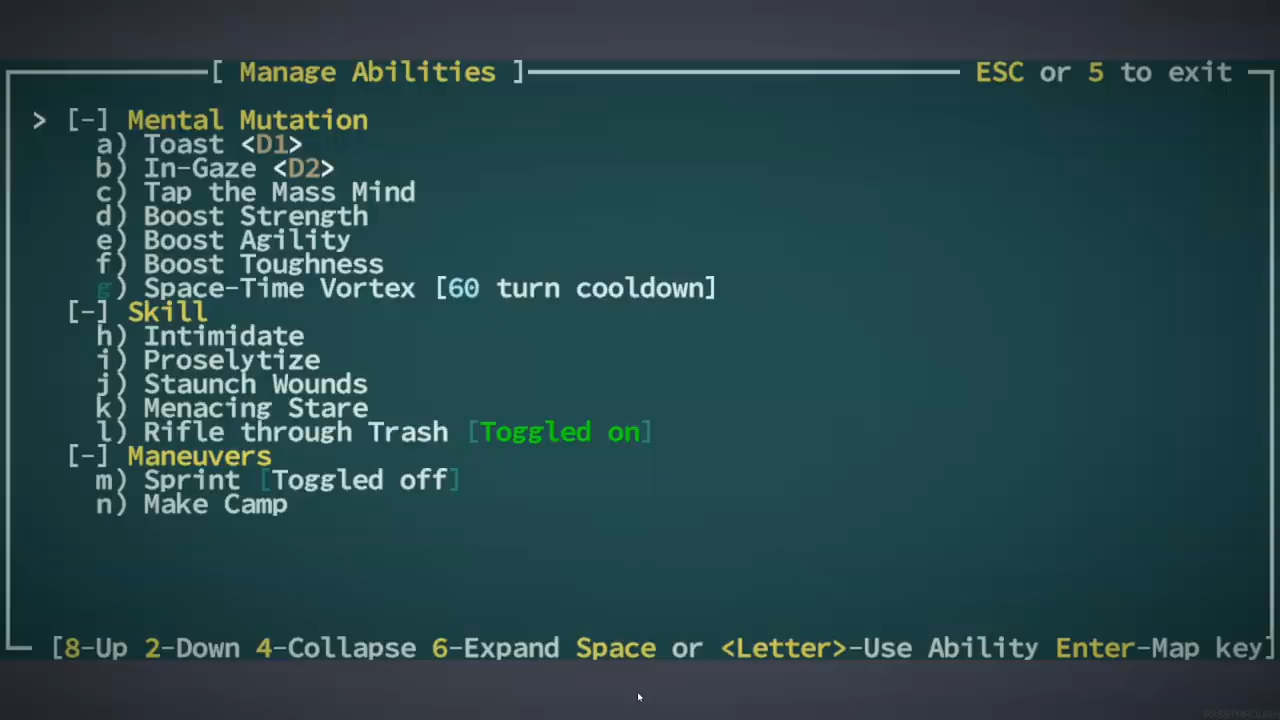 [ Manage Abilities ] ESC or 5 to exit
> [-] Mental Mutation
a) Toast <D1>
b) In-Gaze <D2>
c) Tap the Mass Mind
d) Boost Strength
e) Boost Agility
f) Boost Toughness
g) Space-Time Vortex [60 turn cooldown]
[-] Skill
h) Intimidate
i) Proselytize
j) Staunch Wounds
k) Menacing Stare
l) Rifle through Trash [Toggled on]
[-] Maneuvers
m) Sprint [Toggled off]
n) Make Camp
[8-Up 2-Down 4-Collapse 6-Expand Space or <Letter>-Use Ability Enter-Map key]